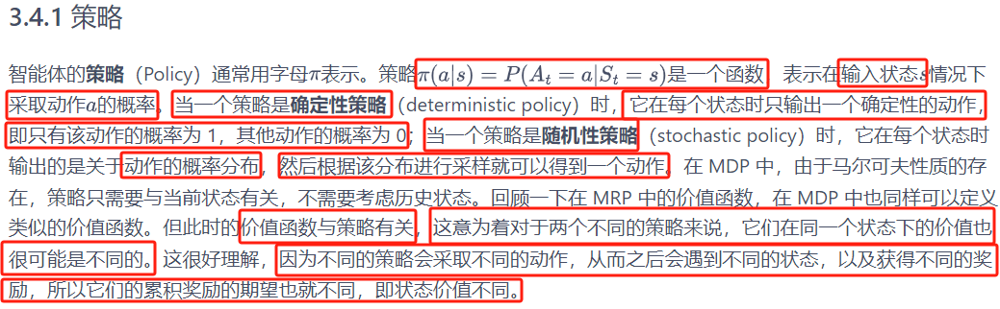 3.4.1 策略
智能体的策略（Policy）通常用字母π表示。策略π(a|s) = P(A_t = a|S_t = s)是一个函数，表示在输入状态s情况下
采取动作a的概率。当一个策略是确定性策略（deterministic policy）时，它在每个状态时只输出一个确定性的动作，
即只有该动作的概率为 1，其他动作的概率为 0；当一个策略是随机性策略（stochastic policy）时，它在每个状态时
输出的是关于动作的概率分布，然后根据该分布进行采样就可以得到一个动作。在 MDP 中，由于马尔可夫性质的存
在，策略只需要与当前状态有关，不需要考虑历史状态。回顾一下在 MRP 中的价值函数，在 MDP 中也同样可以定义
类似的价值函数。但此时的价值函数与策略有关，这意为着对于两个不同的策略来说，它们在同一个状态下的价值也
很可能是不同的。这很好理解，因为不同的策略会采取不同的动作，从而之后会遇到不同的状态，以及获得不同的奖
励，所以它们的累积奖励的期望也就不同，即状态价值不同。